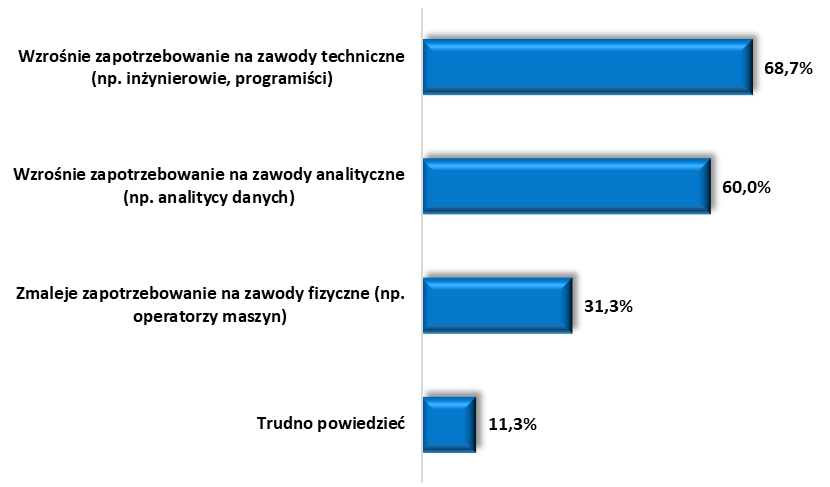 Wzrośnie zapotrzebowanie na zawody techniczne
(np. inżynierowie, programiści)
68,7%
Wzrośnie zapotrzebowanie na zawody analityczne
(np. analitycy danych)
60,0%
Zmaleje zapotrzebowanie na zawody fizyczne (np.
operatorzy maszyn)
31,3%
Trudno powiedzieć
11,3%